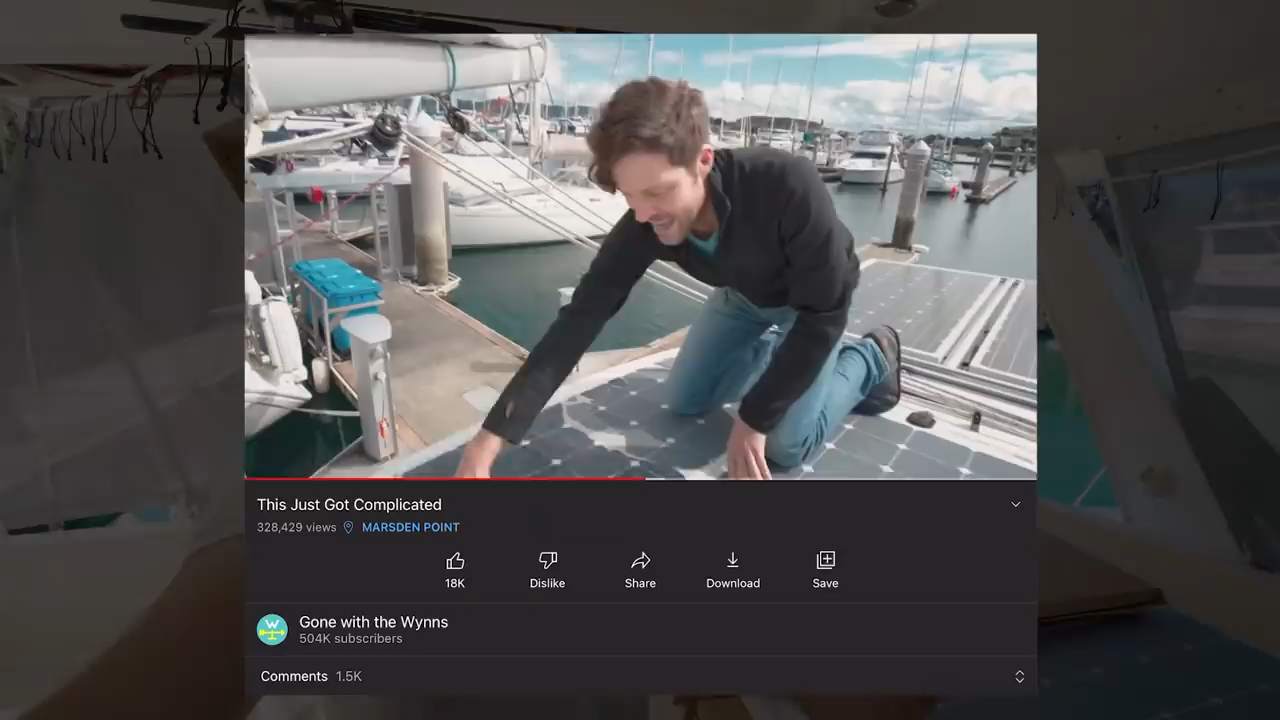 This Just Got Complicated
328,429 views MARSDEN POINT
18K Dislike Share Download Save
W
Gone with the Wynns
504K subscribers
Comments 1.5K